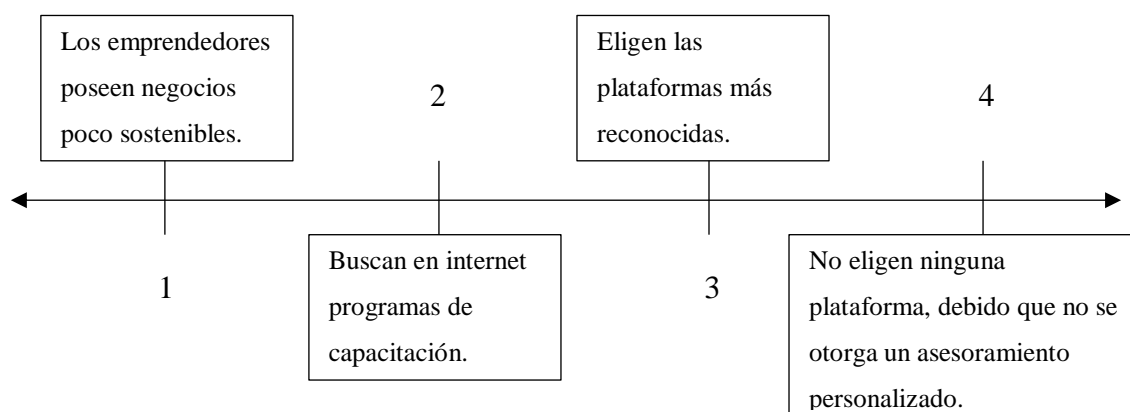 Los emprendedores
poseen negocios
poco sostenibles.
1
2
Buscan en internet
programas de
capacitación.
Eligen las
plataformas más
reconocidas.
3
4
No eligen ninguna
plataforma, debido que no se
otorga un asesoramiento
personalizado.